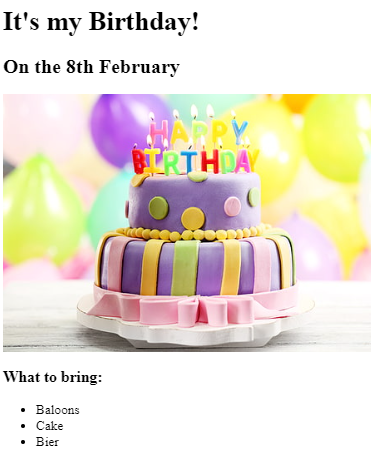 It's my Birthday!
On the 8th February
HAPPY
BIRTHDAY
What to bring:
Baloons
Cake
Bier